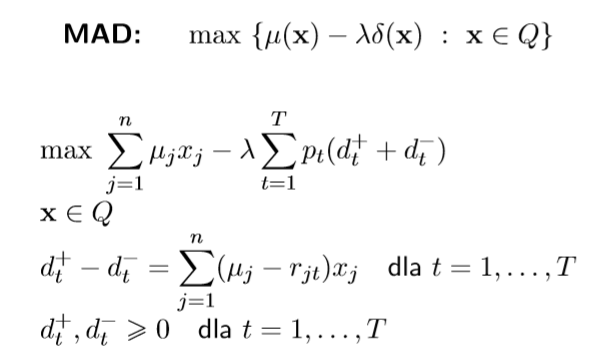 MAD: max {μ(x) − λδ(x) : x ∈ Q}
max ∑_{j=1}^{n} μ_j x_j − λ ∑_{t=1}^{T} p_t(d_t^+ + d_t^−)
x ∈ Q
d_t^+ − d_t^− = ∑_{j=1}^{n} (μ_j − r_{jt})x_j dla t = 1, . . . , T
d_t^+, d_t^− ⩾ 0 dla t = 1, . . . , T